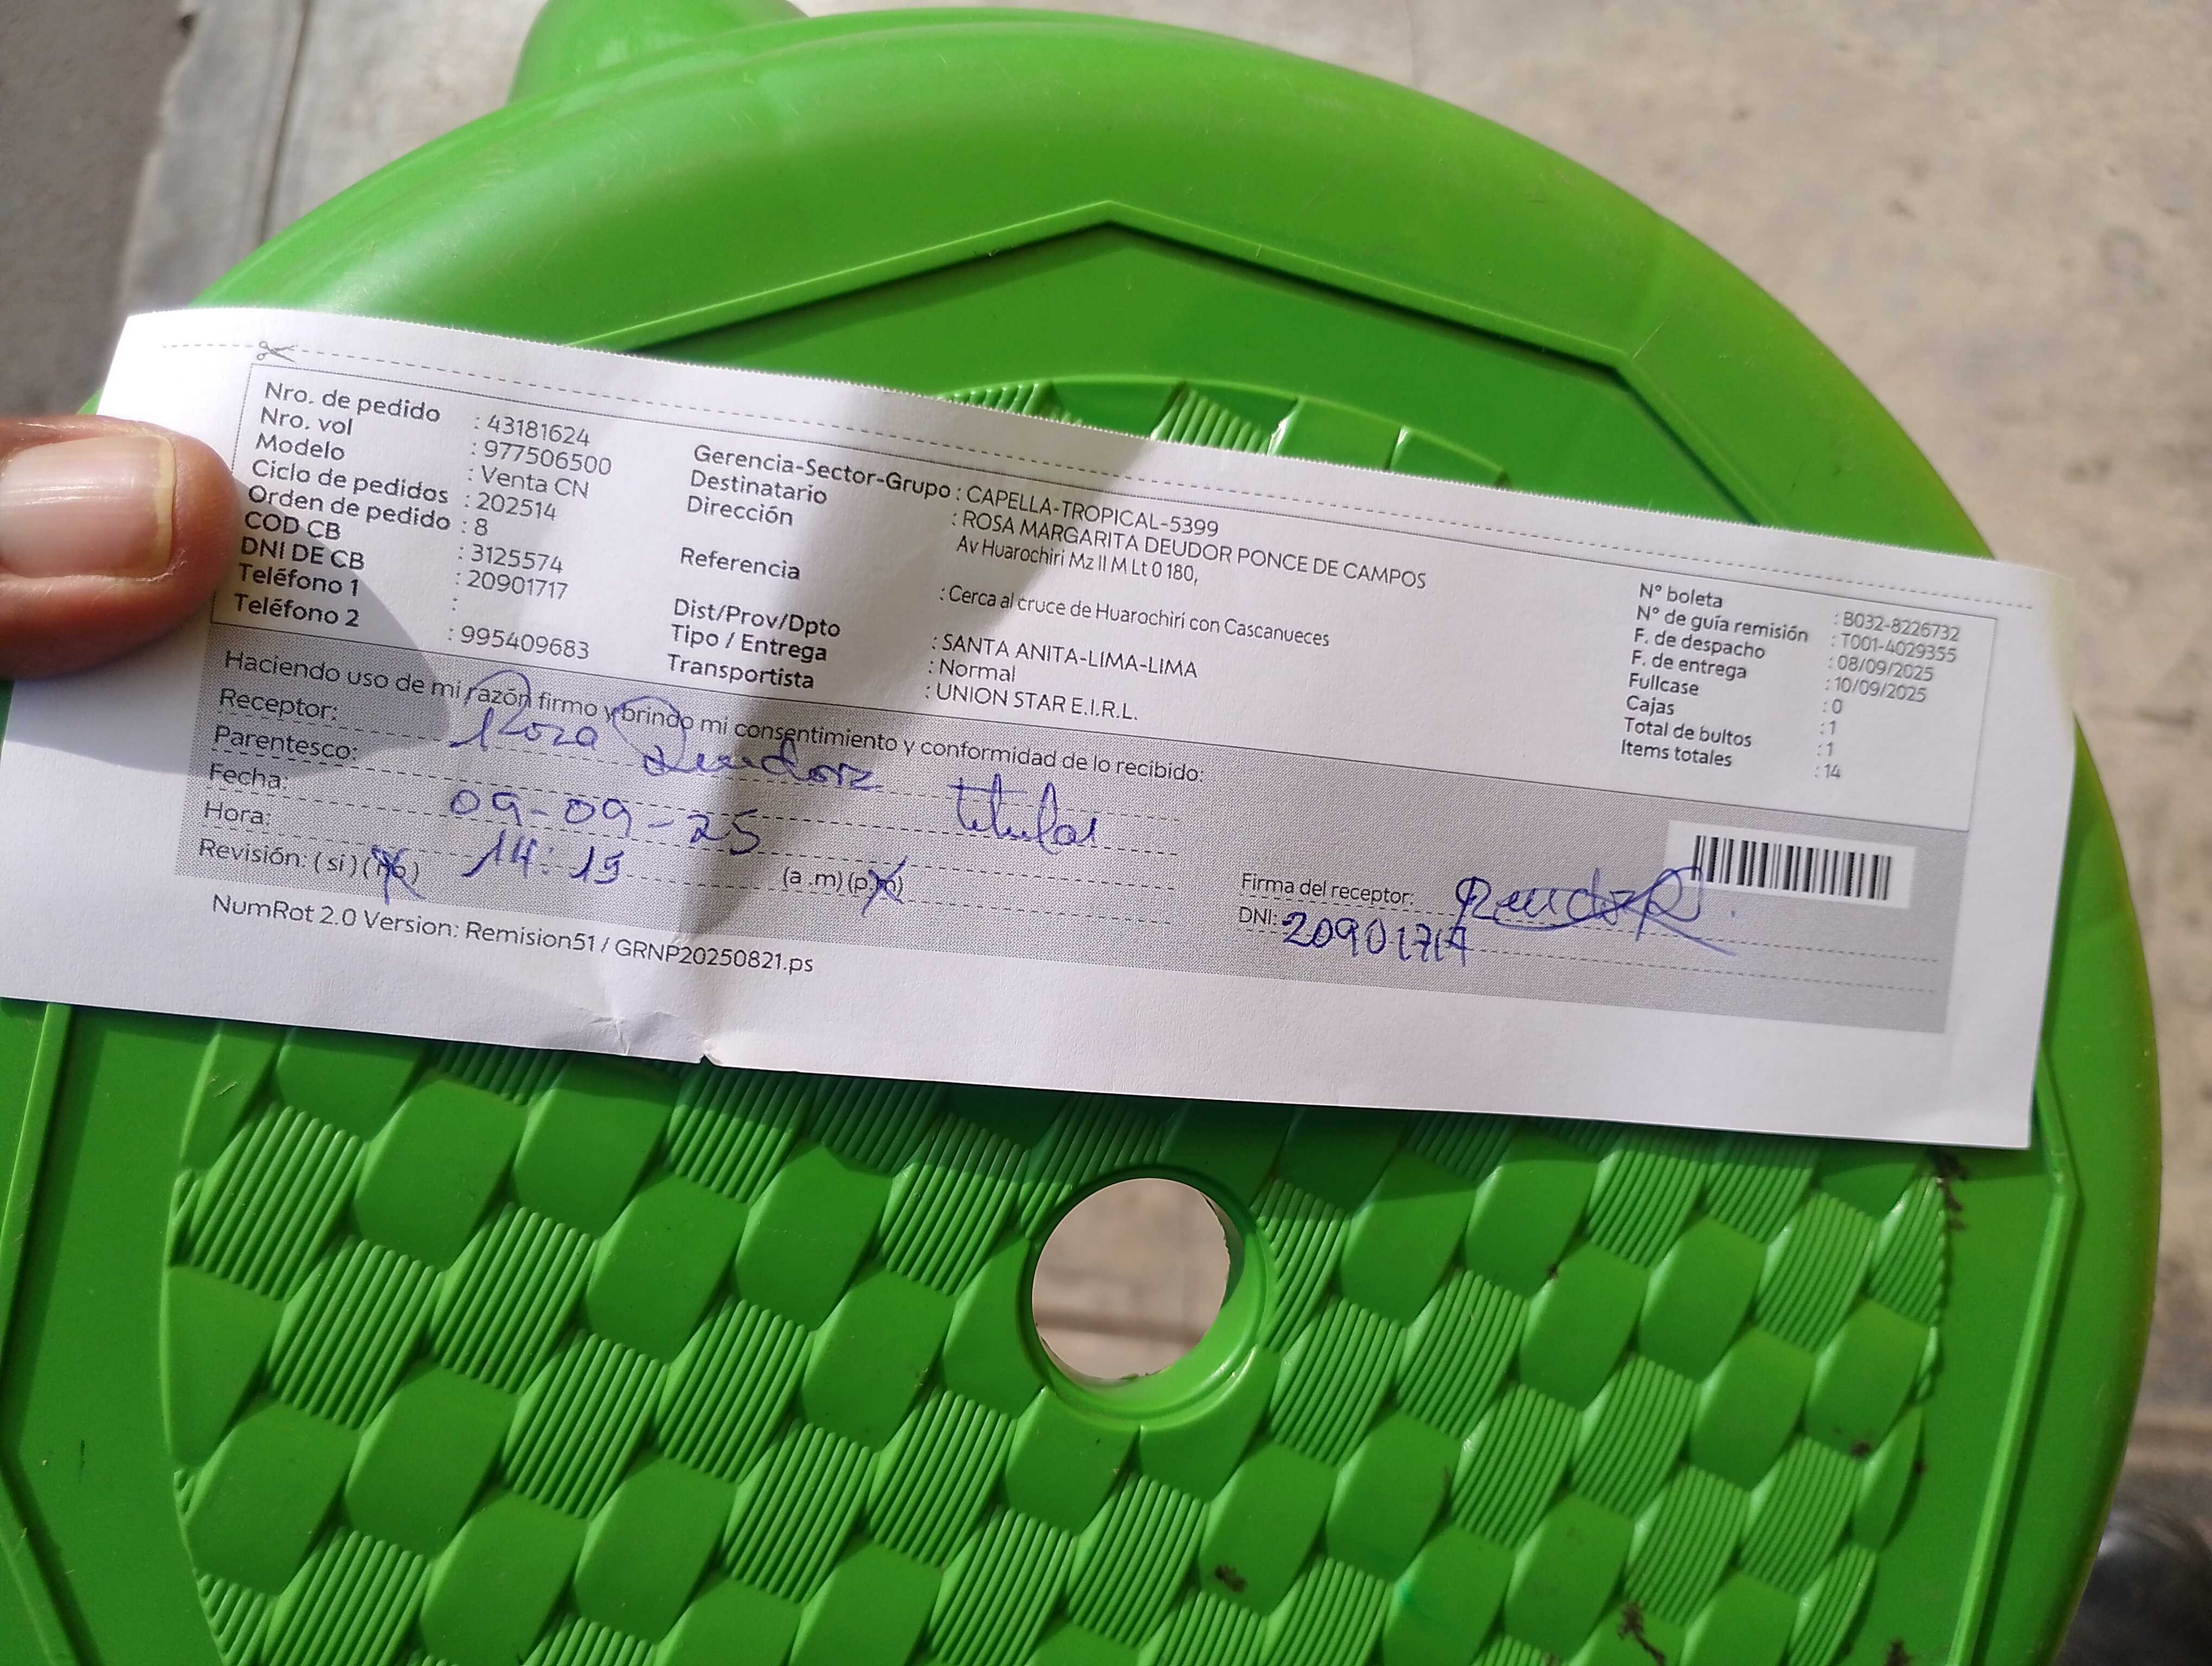 Nro. de pedido : 43181624
Nro. vol : 977506500
Modelo : Venta CN
Ciclo de pedidos : 202514
Orden de pedido : 8
COD CB : 3125574
DNI DE CB : 20901717
Teléfono 1 :
Teléfono 2 : 995409683
Gerencia-Sector-Grupo : CAPELLA-TROPICAL-5399
Destinatario : ROSA MARGARITA DEUDOR PONCE DE CAMPOS
Dirección Av Huarochiri Mz II M Lt 0 180,
Referencia : Cerca al cruce de Huarochiri con Cascanueces
Dist/Prov/Dpto : SANTA ANITA-LIMA-LIMA
Tipo / Entrega : Normal
Transportista : UNION STAR E.I.R.L.
N° boleta : B032-8226732
N° de guía remisión : T001-4029355
F. de despacho : 08/09/2025
F. de entrega : 10/09/2025
Fullcase : 0
Cajas : 1
Total de bultos : 1
Items totales : 14
Haciendo uso de mi razón firmo y brindo mi consentimiento y conformidad de lo recibido:
Receptor: Rosa Deudor
Parentesco: titular
Fecha: 09-09-25
Hora: 14:15 (a .m) (p.m)
Revisión: ( si ) ( no )
Firma del receptor: DeudoR
DNI: 20901717
NumRot 2.0 Version: Remision51 / GRNP20250821.ps